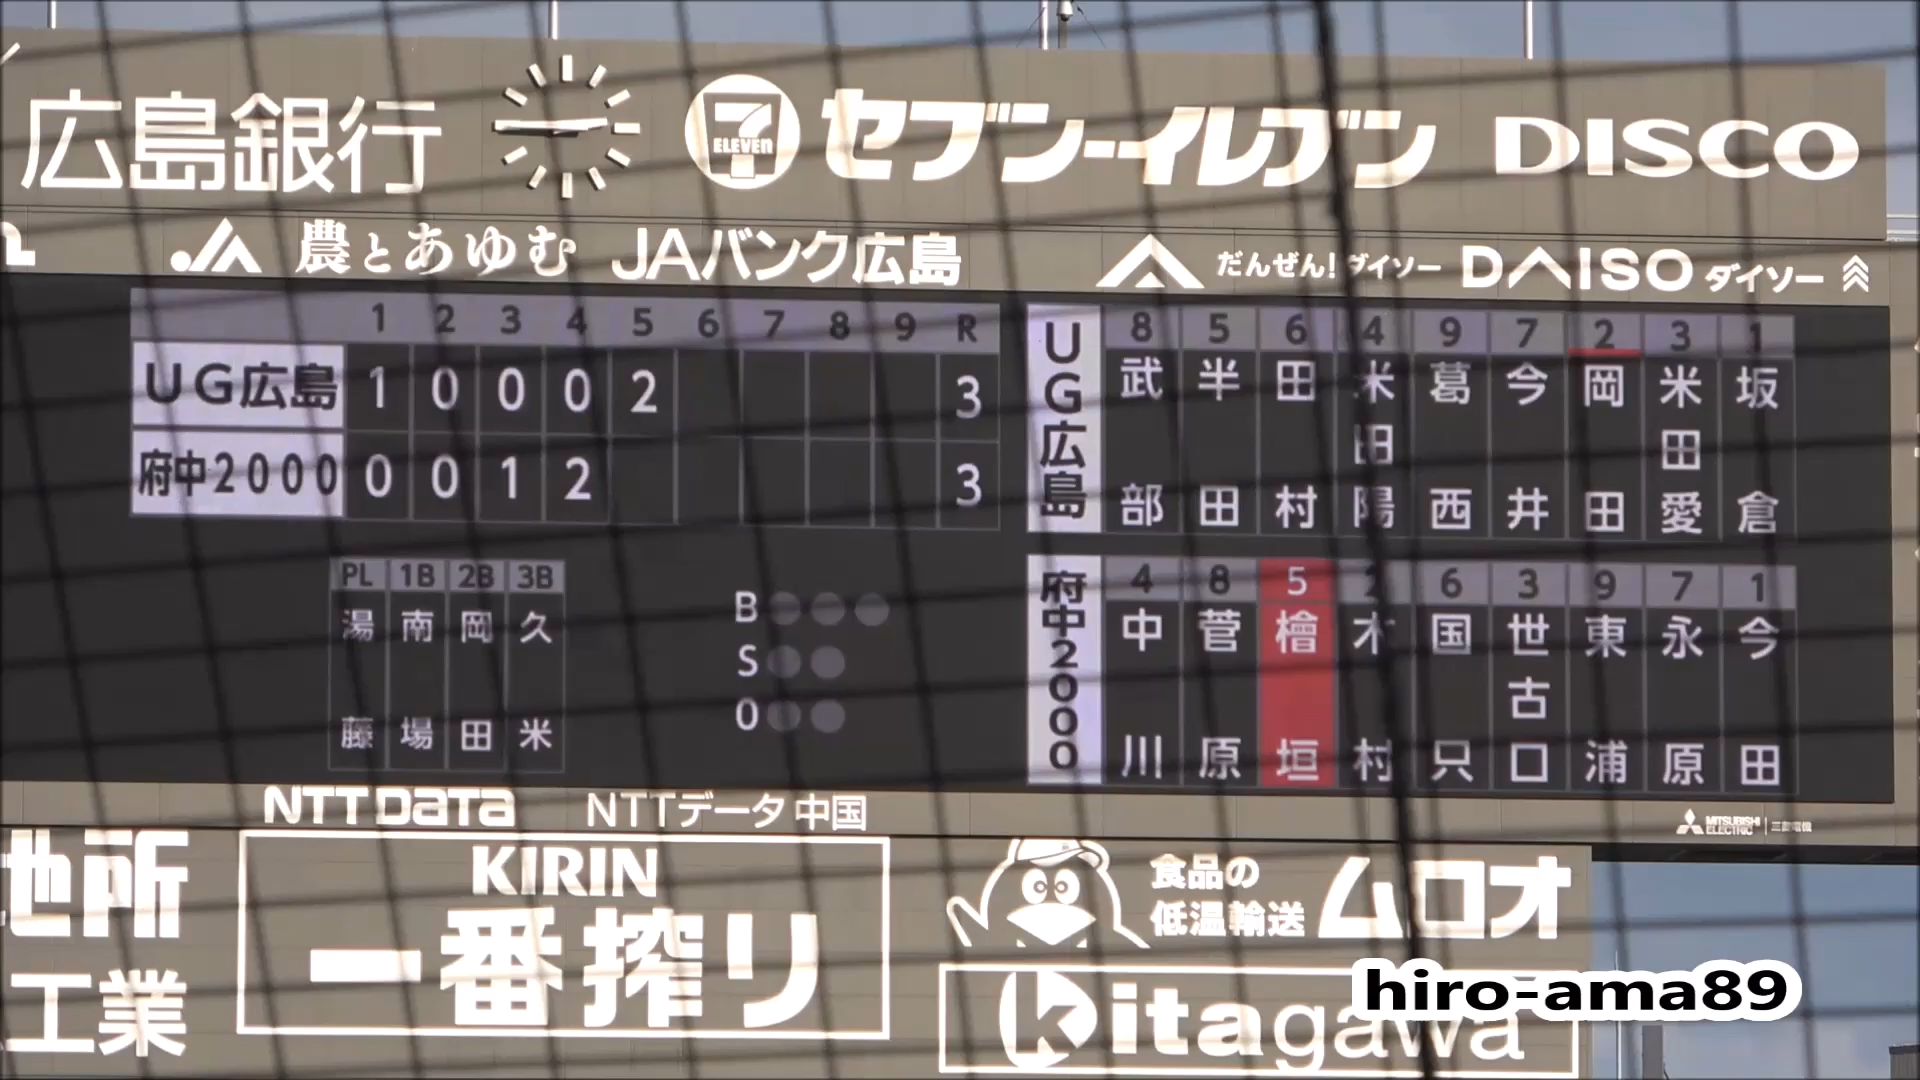 広島銀行
7 ELEVEn
セブン-イレブン
DISCO
JA 農とあゆむ JAバンク広島
だんぜん!ダイソー DAISO ダイソー
1 2 3 4 5 6 7 8 9 R
UG広島 1 0 0 0 2 3
府中2000 0 0 1 2 3
UG広島
8 5 6 4 9 7 2 3 1
武部 半田 田村 米田陽 葛西 今井 岡田 米田愛 坂倉
府中2000
4 8 5 2 6 3 9 7 1
中川 菅原 檜垣 木村 国只 世古口 東浦 永原 今田
PL 1B 2B 3B
湯藤 南場 岡田 久米
B
S
O
NTT DATA NTTデータ中国
MITSUBISHI ELECTRIC 三菱電機
地所
工業
KIRIN
一番搾り
食品の
低温輸送
ムロオ
Kitagawa
hiro-ama89